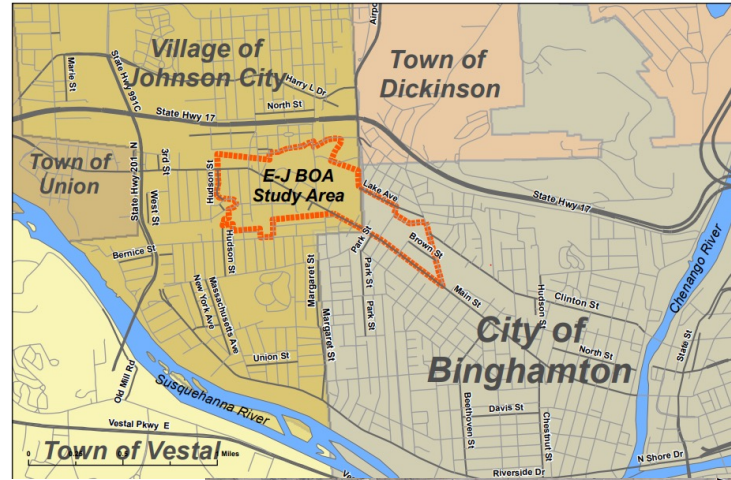 Village of
Johnson City
Town of
Dickinson
Town of
Union
E-J BOA
Study Area
City of
Binghamton
Town of Vestal
Marie St
State Hwy 991C
Harry L Dr
North St
State Hwy 17
State Hwy 201 N
3rd St
West St
Hudson St
Lake Ave
State Hwy 17
Bernice St
Hudson St
Park St
Brown St
Main St
Margaret St
Park St
Park St
Margaret St
New York Ave
Massachusetts Ave
Union St
Hudson St
Clinton St
North St
Chenango River
State St
Old Mill Rd
Susquehanna River
Beethoven St
Davis St
Chestnut St
Vestal Pkwy E
Riverside Dr
N Shore Dr
0
Miles